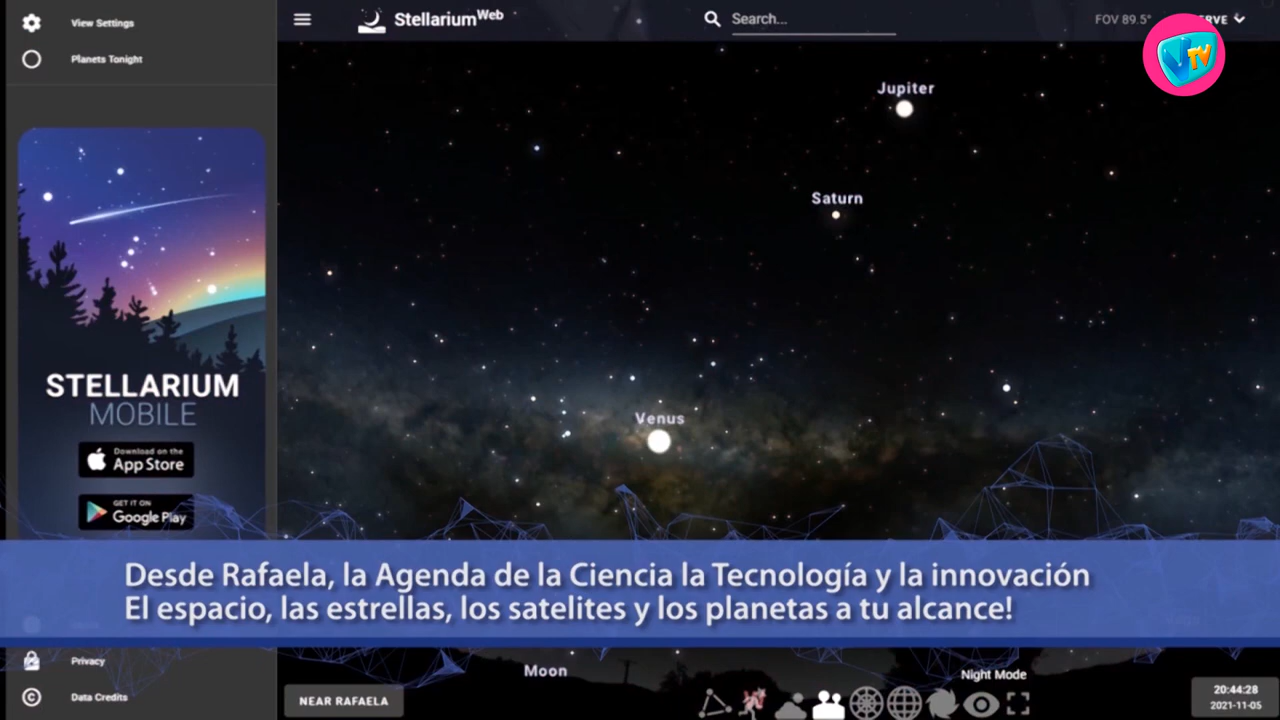 View Settings
Planets Tonight
StellariumWeb
Search...
FOV 89.5°
TV
Jupiter
Saturn
Venus
STELLARIUM
MOBILE
Download on the
App Store
GET IT ON
Google Play
Desde Rafaela, la Agenda de la Ciencia la Tecnología y la innovación
El espacio, las estrellas, los satelites y los planetas a tu alcance!
Privacy
Data Credits
Moon
NEAR RAFAELA
Night Mode
20:44:28
2021-11-05